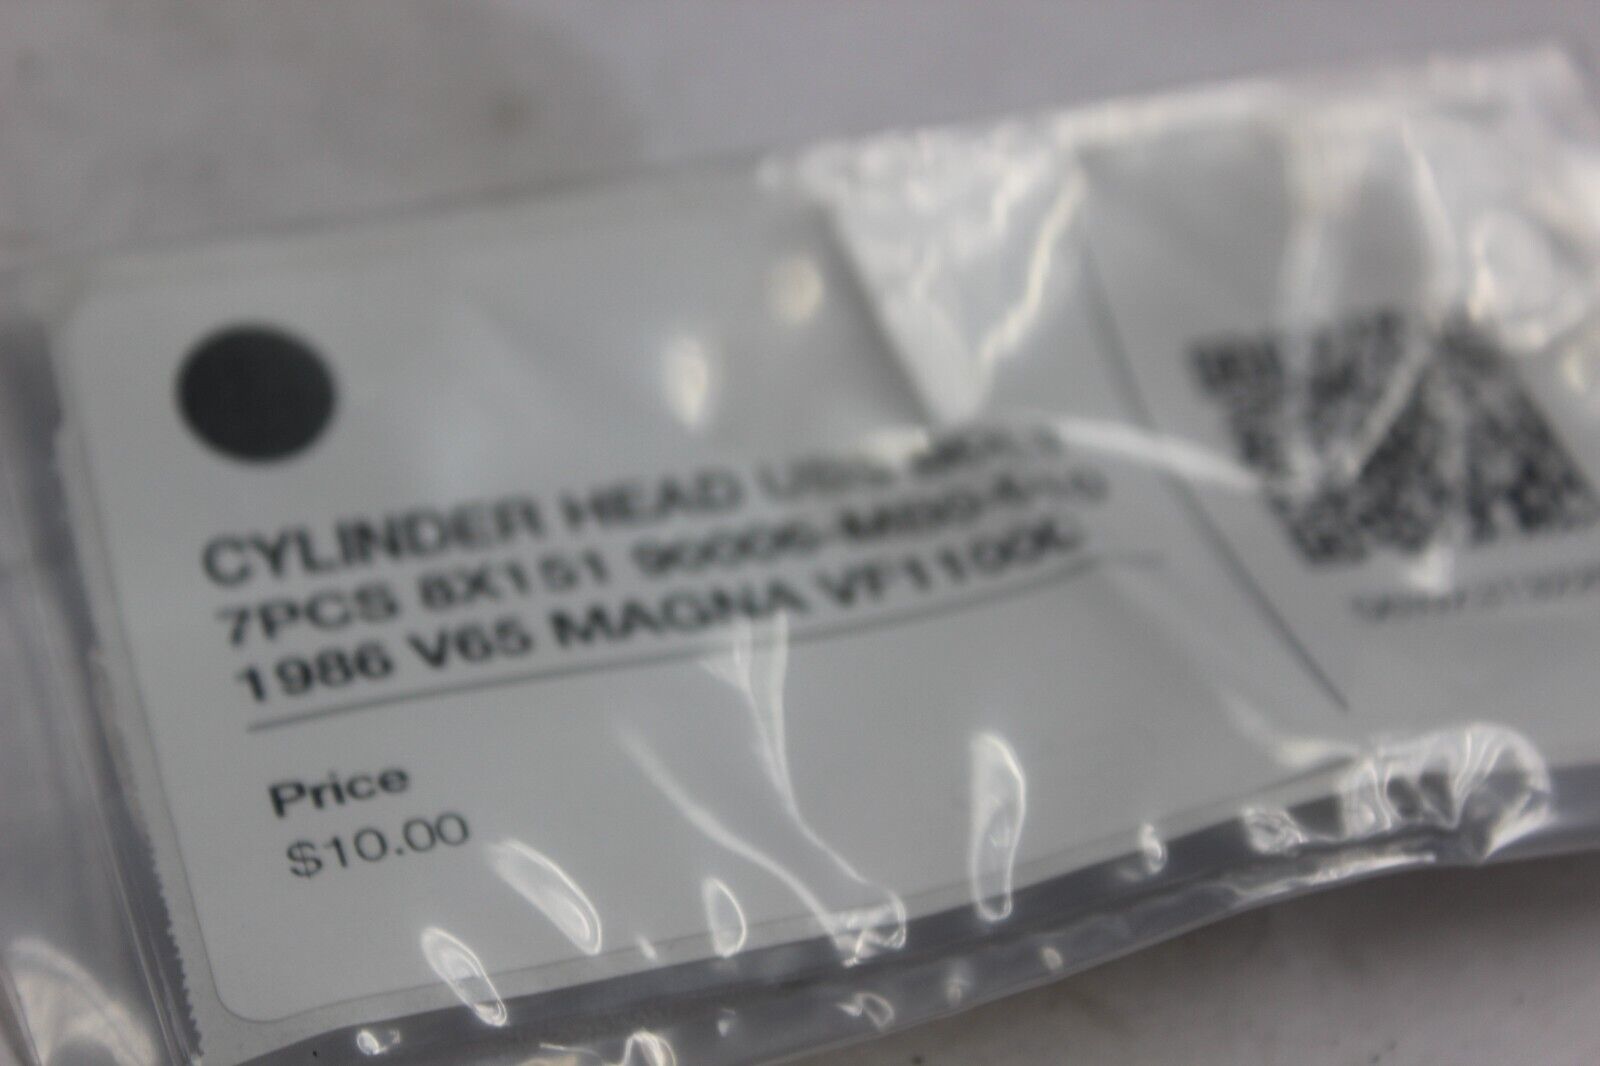 CYLINDER HEAD
7PCS 8X151
1986 V65 MAGNA VF1100C
Price
$10.00